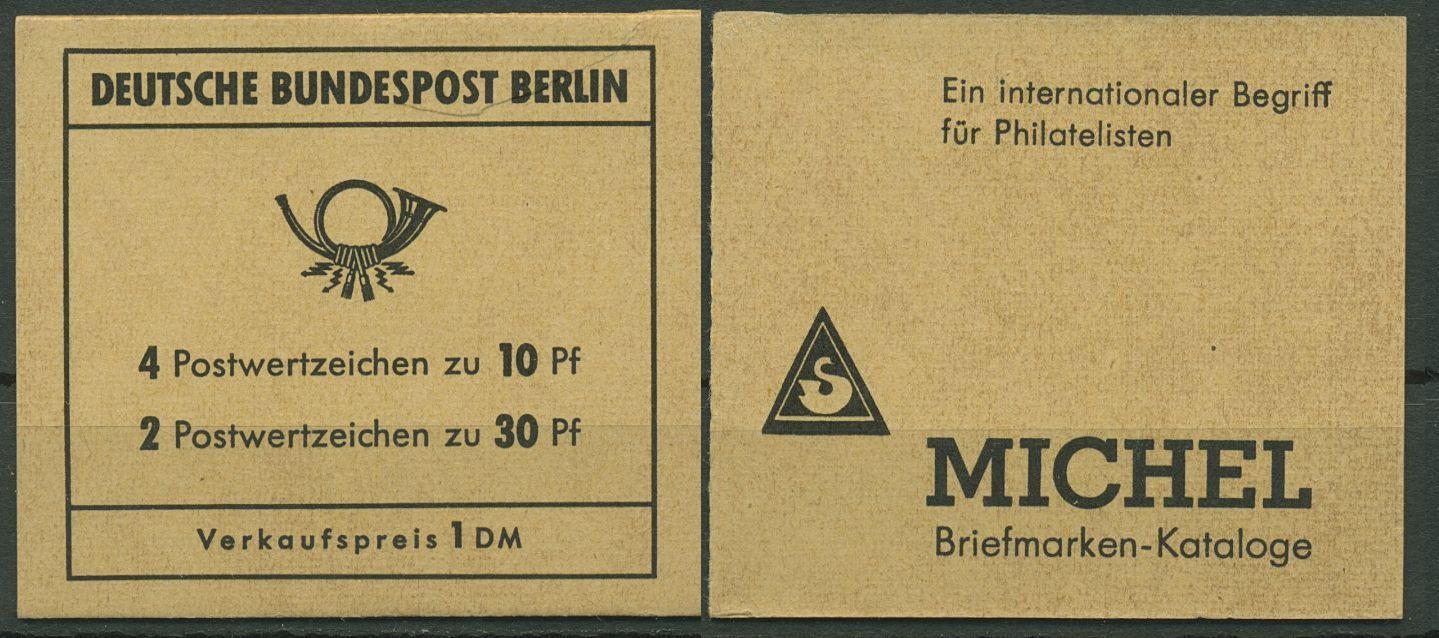 DEUTSCHE BUNDESPOST BERLIN
4 Postwertzeichen zu 10 Pf
2 Postwertzeichen zu 30 Pf
Verkaufspreis 1 DM
Ein internationaler Begriff
für Philatelisten
S
MICHEL
Briefmarken-Kataloge